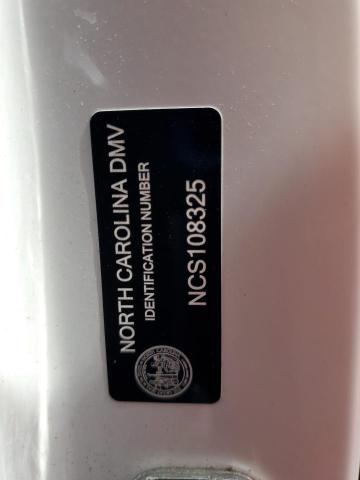 NORTH CAROLINA DMV
IDENTIFICATION NUMBER
NCS108325